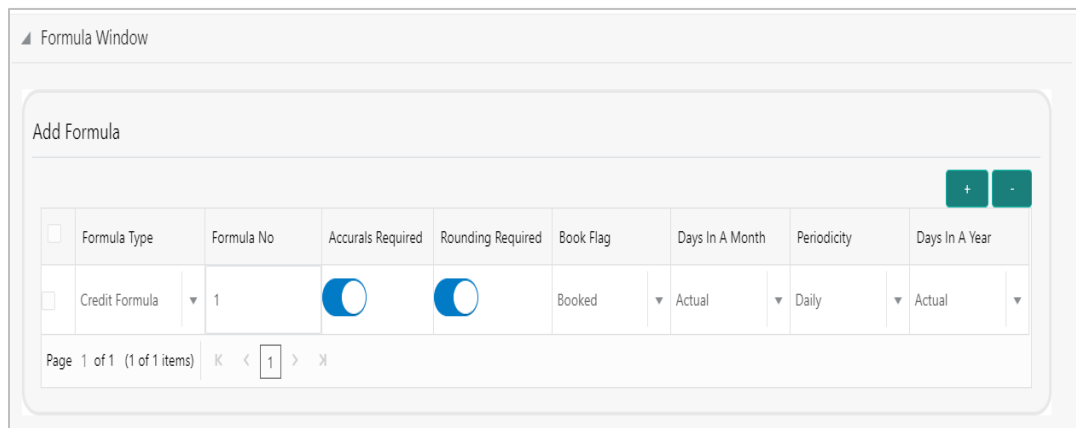 Formula Window
Add Formula
+ -
Formula Type Formula No Accurals Required Rounding Required Book Flag Days In A Month Periodicity Days In A Year
Credit Formula 1 Booked Actual Daily Actual
Page 1 of 1 (1 of 1 items) K < 1 > >|